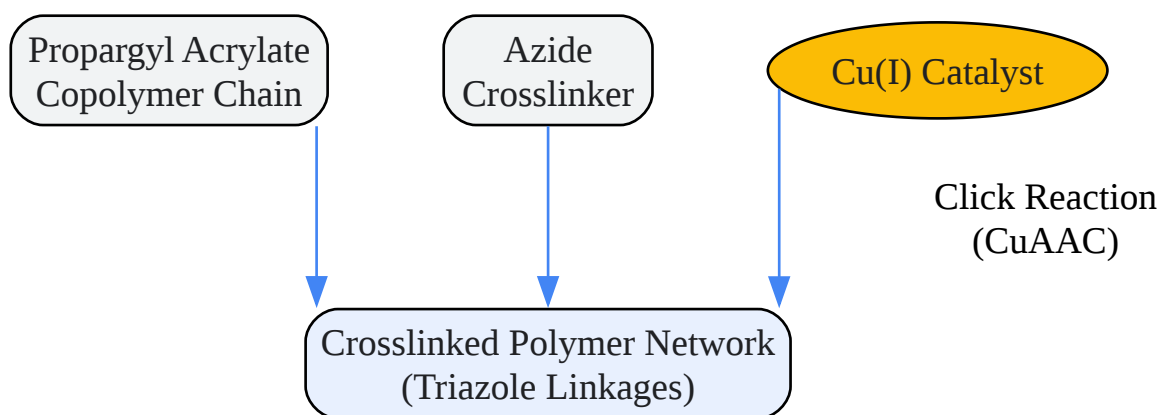 Propargyl Acrylate
Copolymer Chain
Azide
Crosslinker
Cu(I) Catalyst
Click Reaction
(CuAAC)
Crosslinked Polymer Network
(Triazole Linkages)